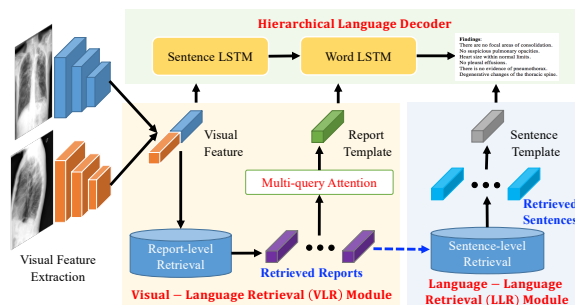 Hierarchical Language Decoder
Sentence LSTM
Word LSTM
Findings:
There are no focal areas of consolidation.
No suspicious pulmonary opacity.
Heart size within normal limits.
No pleural effusions.
There is no evidence of pneumothorax.
Degenerative changes of the thoracic spine.
Visual
Feature
Report
Template
Sentence
Template
Multi-query Attention
Retrieved
Sentences
Visual Feature
Extraction
Report-level
Retrieval
Retrieved Reports
Sentence-level
Retrieval
Visual – Language Retrieval (VLR) Module
Language – Language
Retrieval (LLR) Module